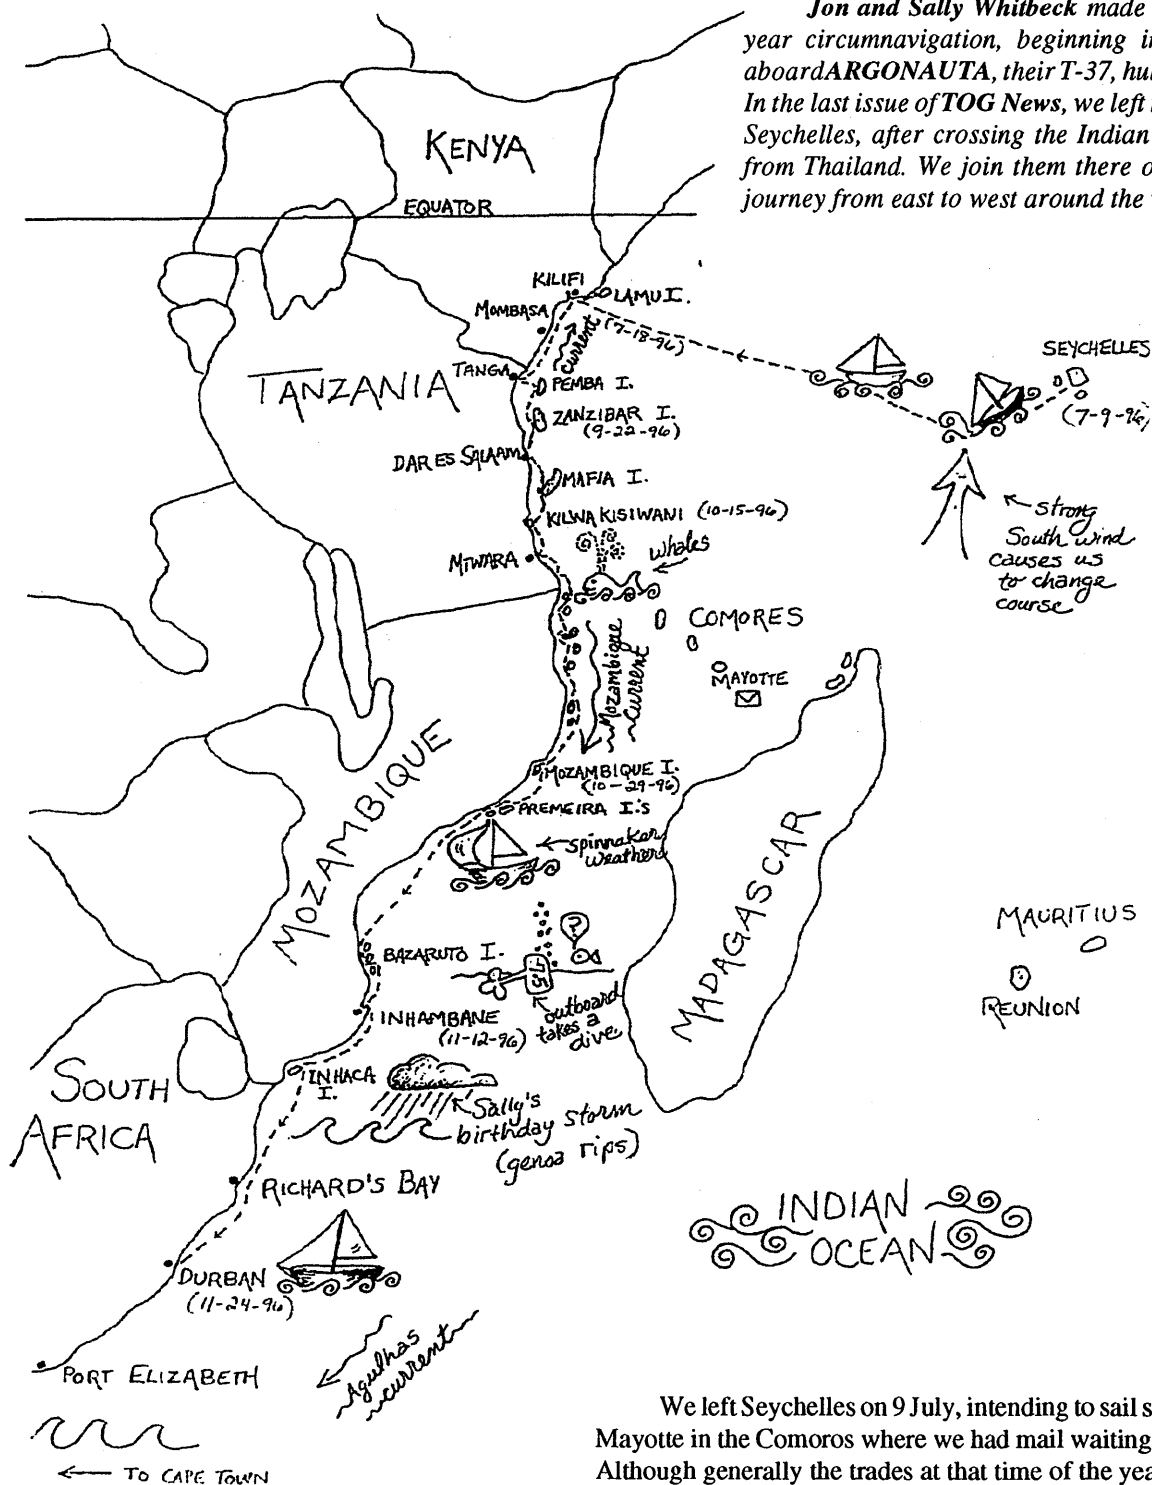 Jon and Sally Whitbeck made
year circumnavigation, beginning
aboardARGONAUTA, their T-37,
In the last issue of TOG News, we left
Seychelles, after crossing the Indian
from Thailand. We join them there
journey from east to west around the
KENYA
EQUATOR
KILIFI
LAMU I.
MOMBASA
current
(7-18-96)
SEYCHELLES
(7-9-96)
TANZANIA
TANGA
PEMBA I.
ZANZIBAR I.
(9-22-96)
DAR ES SALAAM
MAFIA I.
strong
South wind
causes us
to change
course
KILWA KISIWANI (10-15-96)
whales
MTWARA
COMORES
Mozambique
current
MAYOTTE
MOZAMBIQUE
MOZAMBIQUE I.
(10-29-96)
PREMEIRA I.'s
spinnaker
weather
MADAGASCAR
MAURITIUS
REUNION
BAZARUTO I.
?
7.5
outboard
takes a
dive
INHAMBANE
(11-12-96)
SOUTH
AFRICA
INHACA
I.
Sally's
birthday storm
(genoa rips)
RICHARD'S BAY
INDIAN
OCEAN
DURBAN
(11-24-96)
Agulhas
current
PORT ELIZABETH
TO CAPE TOWN
We left Seychelles on 9 July, intending to sail
Mayotte in the Comoros where we had mail waiting
Although generally the trades at that time of the